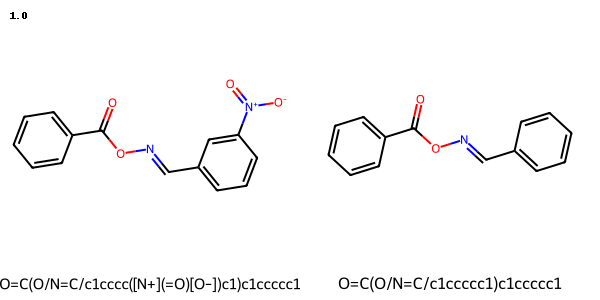 1.0
O
O
N
N+
O
O-
O
O
N
O=C(O/N=C/c1cccc([N+](=O)[O-])c1)c1ccccc1
O=C(O/N=C/c1ccccc1)c1ccccc1